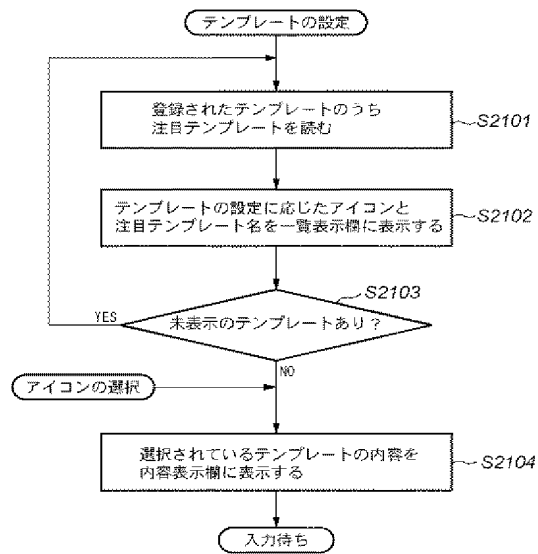 テンプレートの設定
登録されたテンプレートのうち
注目テンプレートを読む
S2101
テンプレートの設定に応じたアイコンと
注目テンプレート名を一覧表示欄に表示する
S2102
S2103
YES
未表示のテンプレートあり？
NO
アイコンの選択
選択されているテンプレートの内容を
内容表示欄に表示する
S2104
入力待ち